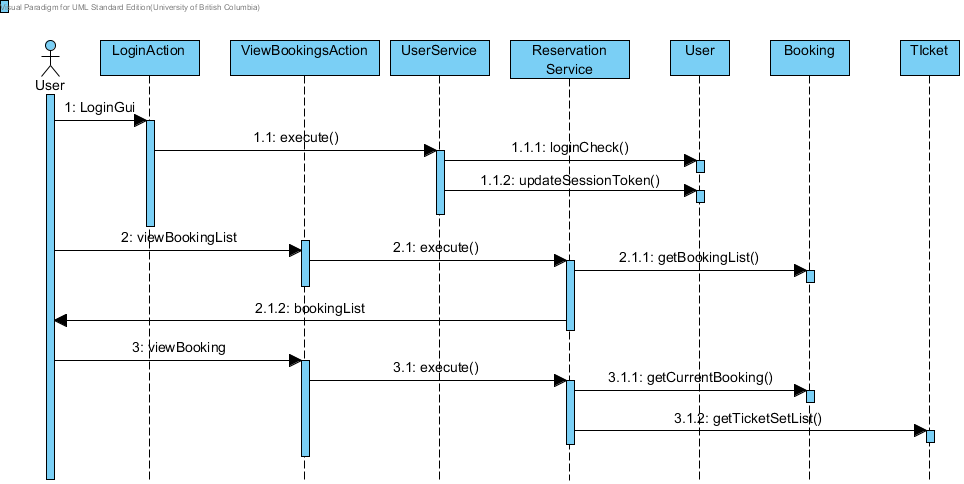 Visual Paradigm for UML Standard Edition(University of British Columbia)
LoginAction
ViewBookingsAction
UserService
Reservation
Service
User
Booking
TIcket
User
1: LoginGui
1.1: execute()
1.1.1: loginCheck()
1.1.2: updateSessionToken()
2: viewBookingList
2.1: execute()
2.1.1: getBookingList()
2.1.2: bookingList
3: viewBooking
3.1: execute()
3.1.1: getCurrentBooking()
3.1.2: getTicketSetList()